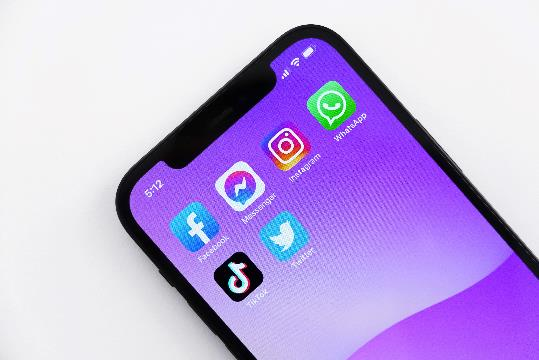 5:12
Facebook
Messenger
Instagram
WhatsApp
TikTok
Twitter